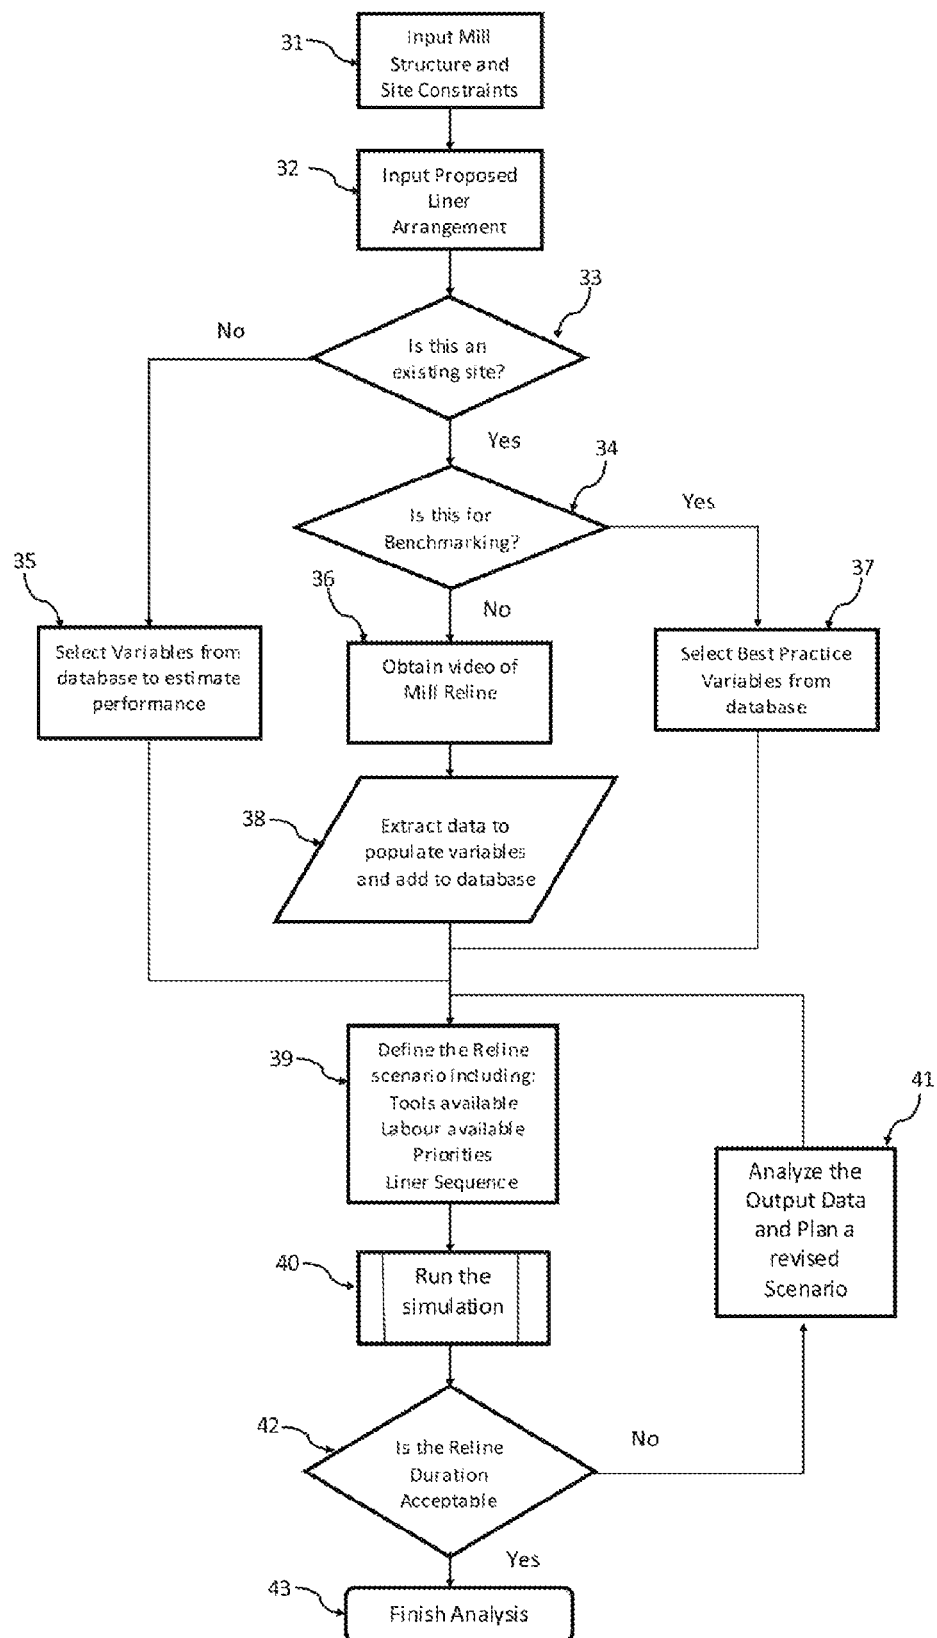 31
Input Mill
Structure and
Site Constraints
32
Input Proposed
Liner
Arrangement
33
No
Is this an
existing site?
Yes
34
Is this for
Benchmarking?
Yes
35
36
No
37
Select Variables from
database to estimate
performance
Obtain video of
Mill Reline
Select Best Practice
Variables from
database
38
Extract data to
populate variables
and add to database
39
Define the Reline
scenario including:
Tools available
Labour available
Priorities
Liner Sequence
41
Analyze the
Output Data
and Plan a
revised
Scenario
40
Run the
simulation
42
Is the Reline
Duration
Acceptable
No
Yes
43
Finish Analysis